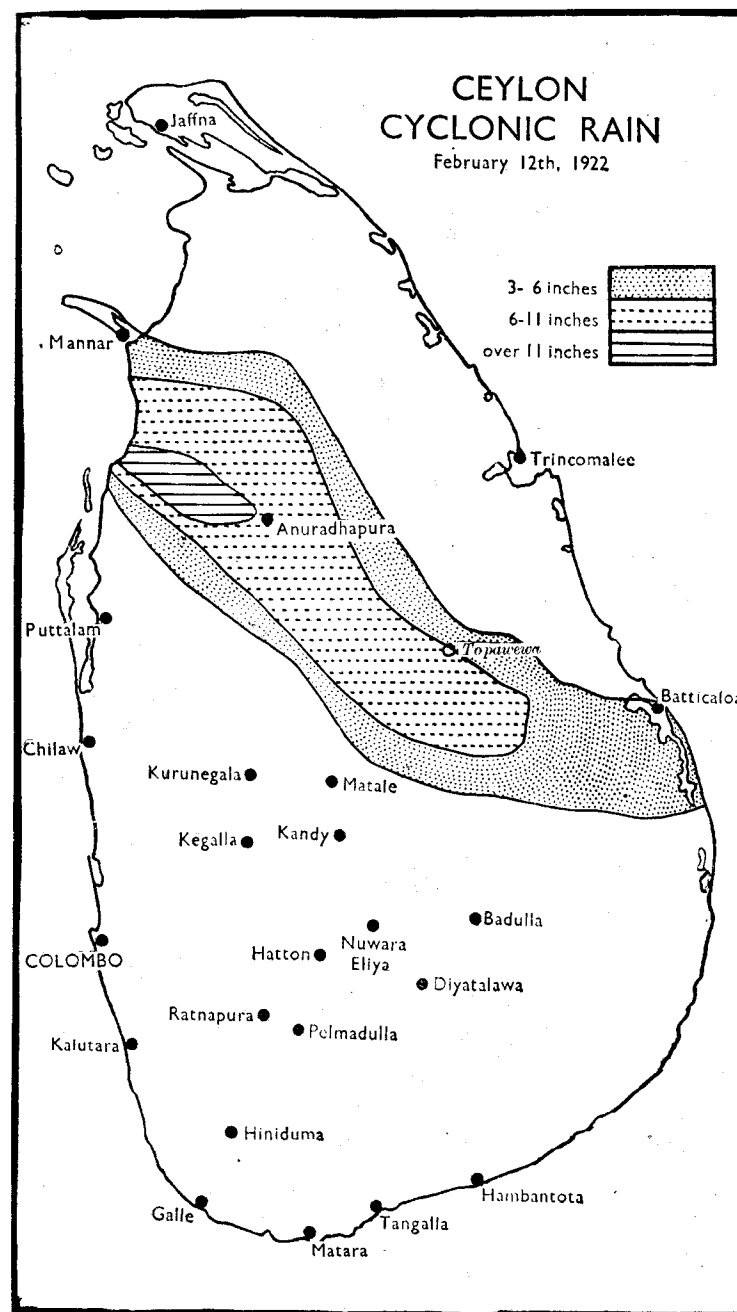 CEYLON
CYCLONIC RAIN
February 12th, 1922
Jaffna
3- 6 inches
6-11 inches
over 11 inches
Mannar
Trincomalee
Anuradhapura
Puttalam
Topawewa
Batticaloa
Chilaw
Kurunegala
Matale
Kegalla
Kandy
Badulla
Nuwara
Eliya
Hatton
COLOMBO
Diyatalawa
Ratnapura
Pelmadulla
Kalutara
Hiniduma
Hambantota
Galle
Tangalla
Matara